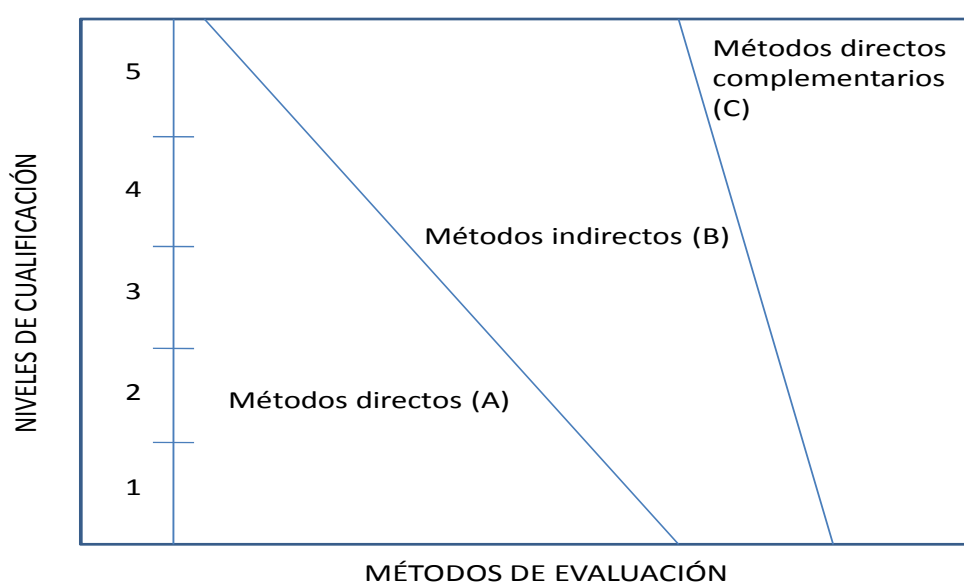 Métodos directos
complementarios
(C)
5
4
Métodos indirectos (B)
3
2
Métodos directos (A)
1
NIVELES DE CUALIFICACIÓN
MÉTODOS DE EVALUACIÓN